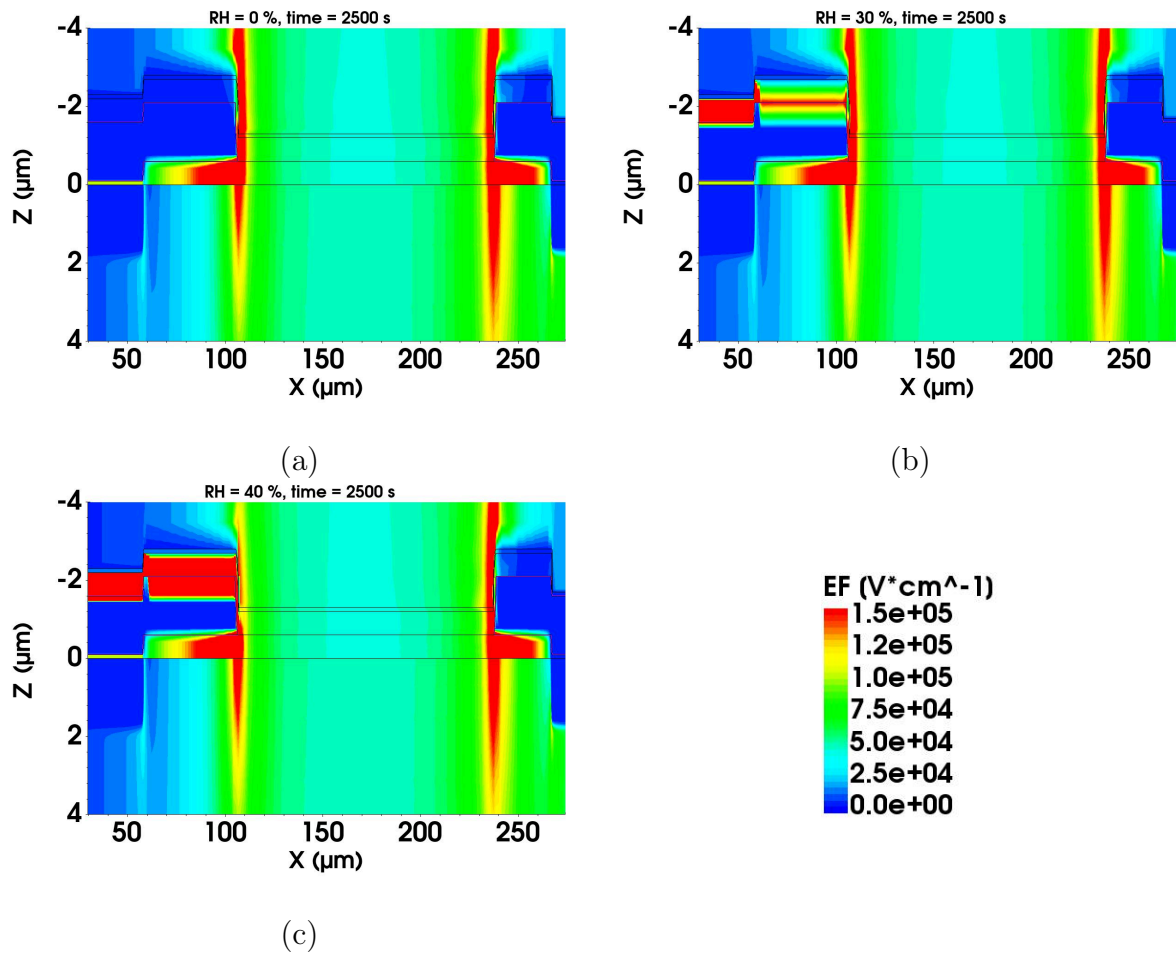 RH = 0 %, time = 2500 s
-4
-2
0
2
4
Z (µm)
50 100 150 200 250
X (µm)
(a)
RH = 30 %, time = 2500 s
-4
-2
0
2
4
Z (µm)
50 100 150 200 250
X (µm)
(b)
RH = 40 %, time = 2500 s
-4
-2
0
2
4
Z (µm)
50 100 150 200 250
X (µm)
(c)
EF (V*cm^-1)
1.5e+05
1.2e+05
1.0e+05
7.5e+04
5.0e+04
2.5e+04
0.0e+00